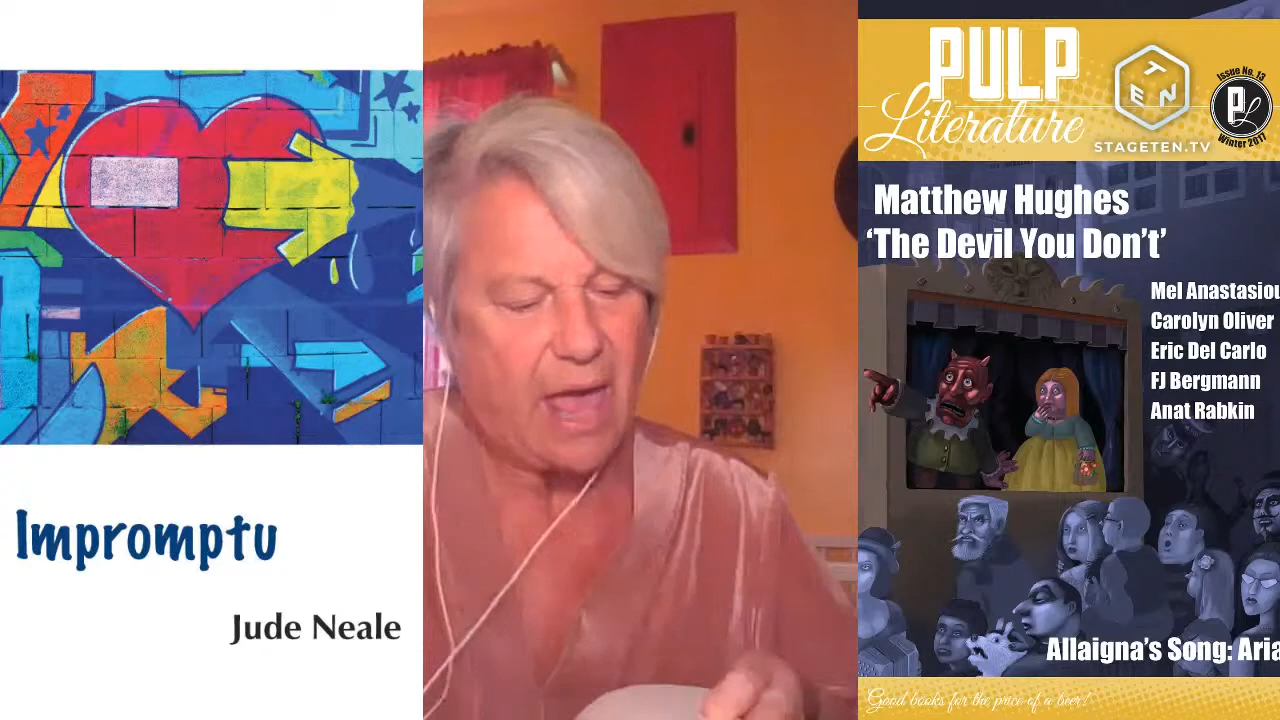 Impromptu
Jude Neale
PULP
Literature
T
E N
STAGETEN.TV
Issue No. 13
PL
Winter 2017
Matthew Hughes
‘The Devil You Don’t’
Mel Anastasiou
Carolyn Oliver
Eric Del Carlo
FJ Bergmann
Anat Rabkin
Allaigna’s Song: Aria
Good books for the price of a beer!